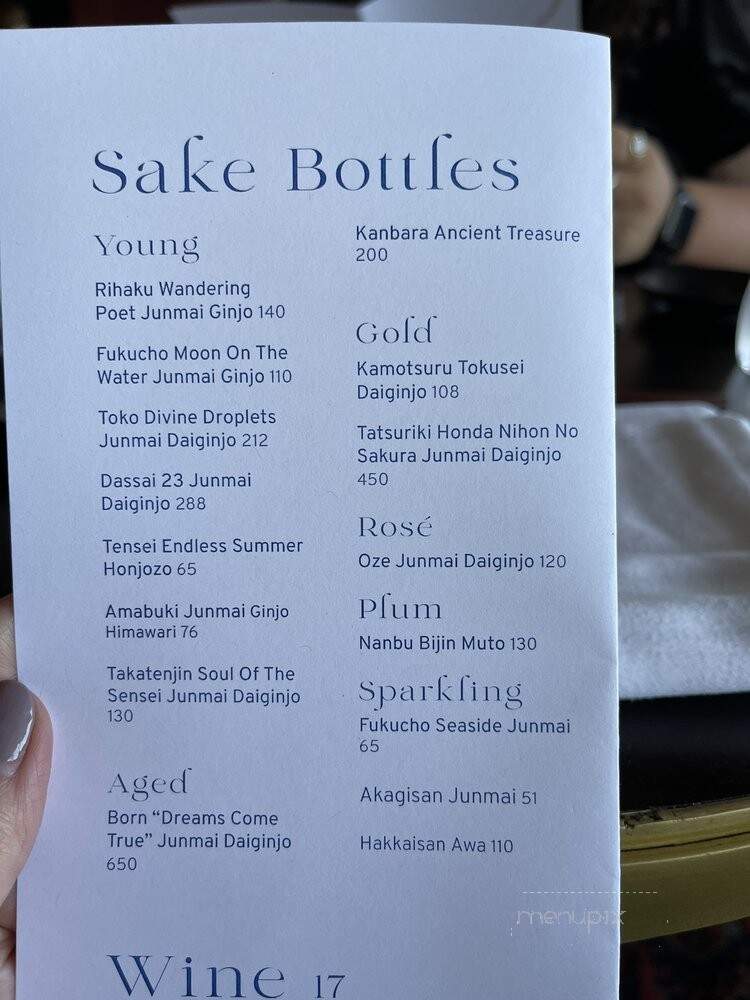 Sake Bottles
Young
Rihaku Wandering
Poet Junmai Ginjo 140
Fukucho Moon On The
Water Junmai Ginjo 110
Toko Divine Droplets
Junmai Daiginjo 212
Dassai 23 Junmai
Daiginjo 288
Tensei Endless Summer
Honjozo 65
Amabuki Junmai Ginjo
Himawari 76
Takatenjin Soul Of The
Sensei Junmai Daiginjo
130
Aged
Born “Dreams Come
True” Junmai Daiginjo
650
Kanbara Ancient Treasure
200
Gold
Kamotsuru Tokusei
Daiginjo 108
Tatsuriki Honda Nihon No
Sakura Junmai Daiginjo
450
Rosé
Oze Junmai Daiginjo 120
Plum
Nanbu Bijin Muto 130
Sparkling
Fukucho Seaside Junmai
65
Akagisan Junmai 51
Hakkaisan Awa 110
Wine 17
menupix